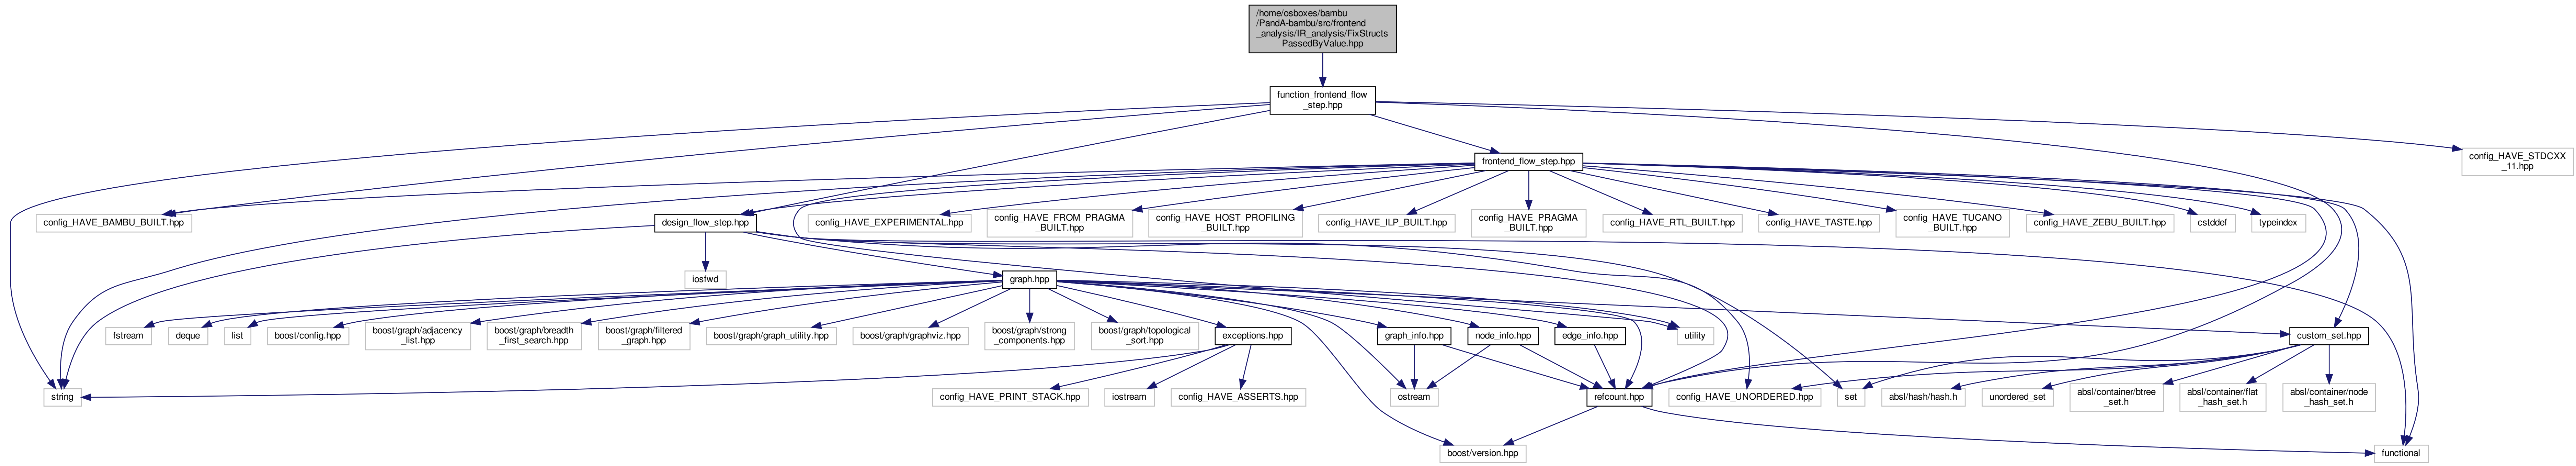 /home/osboxes/bambu
/PandA-bambu/src/frontend
_analysis/IR_analysis/FixStructs
PassedByValue.hpp
function_frontend_flow
_step.hpp
frontend_flow_step.hpp
config_HAVE_STDCXX
_11.hpp
config_HAVE_BAMBU_BUILT.hpp
design_flow_step.hpp
config_HAVE_EXPERIMENTAL.hpp
config_HAVE_FROM_PRAGMA
_BUILT.hpp
config_HAVE_HOST_PROFILING
_BUILT.hpp
config_HAVE_ILP_BUILT.hpp
config_HAVE_PRAGMA
_BUILT.hpp
config_HAVE_RTL_BUILT.hpp
config_HAVE_TASTE.hpp
config_HAVE_TUCANO
_BUILT.hpp
config_HAVE_ZEBU_BUILT.hpp
cstddef
typeindex
iosfwd
graph.hpp
fstream
deque
list
boost/config.hpp
boost/graph/adjacency
_list.hpp
boost/graph/breadth
_first_search.hpp
boost/graph/filtered
_graph.hpp
boost/graph/graph_utility.hpp
boost/graph/graphviz.hpp
boost/graph/strong
_components.hpp
boost/graph/topological
_sort.hpp
exceptions.hpp
graph_info.hpp
node_info.hpp
edge_info.hpp
utility
custom_set.hpp
string
config_HAVE_PRINT_STACK.hpp
iostream
config_HAVE_ASSERTS.hpp
ostream
refcount.hpp
config_HAVE_UNORDERED.hpp
set
absl/hash/hash.h
unordered_set
absl/container/btree
_set.h
absl/container/flat
_hash_set.h
absl/container/node
_hash_set.h
boost/version.hpp
functional